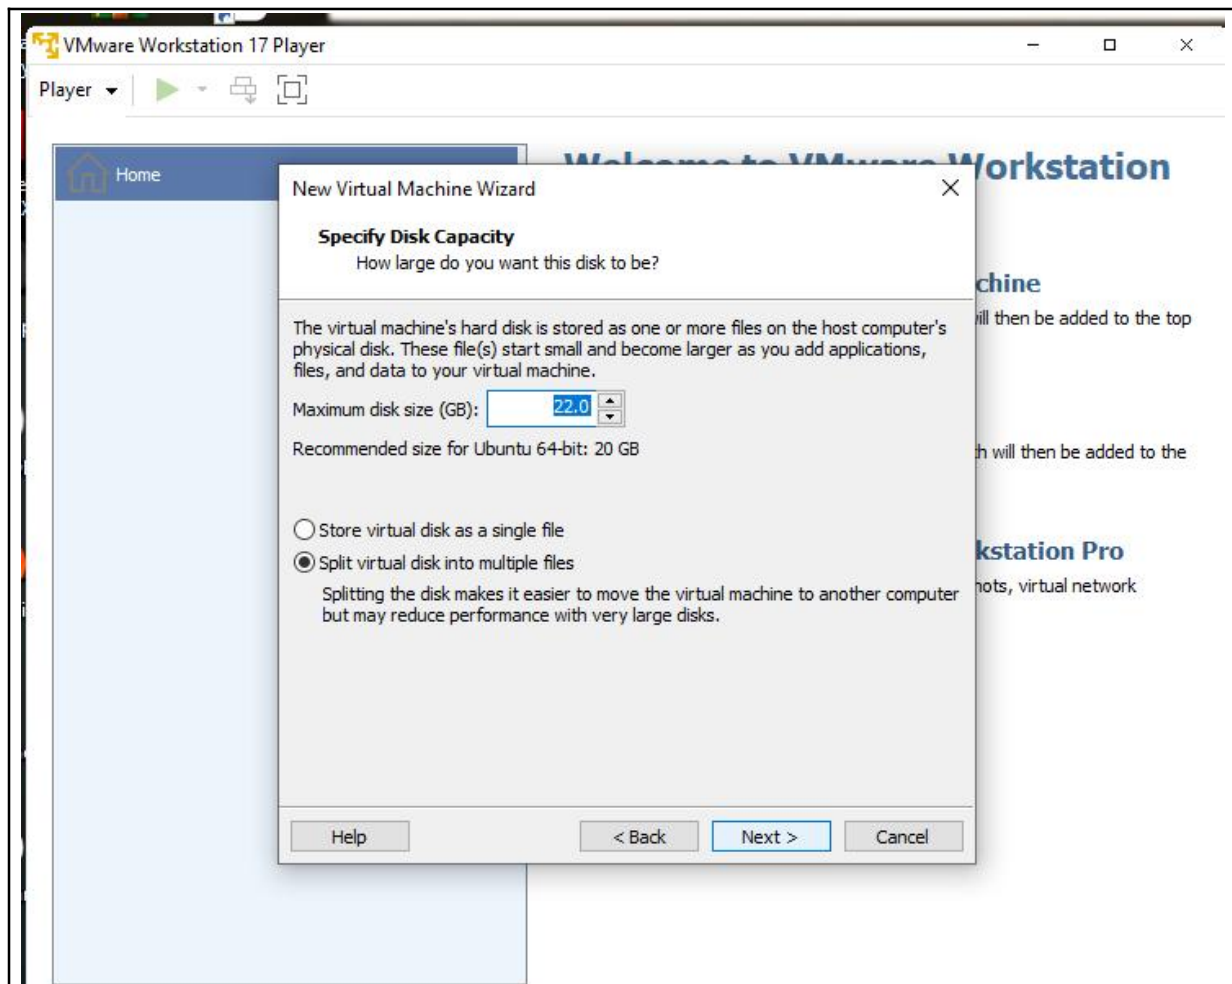 VMware Workstation 17 Player
Player
Home
Welcome to VMware Workstation
New Virtual Machine Wizard
Specify Disk Capacity
How large do you want this disk to be?
chine
ill then be added to the top
The virtual machine's hard disk is stored as one or more files on the host computer's
physical disk. These file(s) start small and become larger as you add applications,
files, and data to your virtual machine.
Maximum disk size (GB): 22.0
Recommended size for Ubuntu 64-bit: 20 GB
h will then be added to the
Store virtual disk as a single file
Split virtual disk into multiple files
Splitting the disk makes it easier to move the virtual machine to another computer
but may reduce performance with very large disks.
kstation Pro
hots, virtual network
Help
< Back
Next >
Cancel